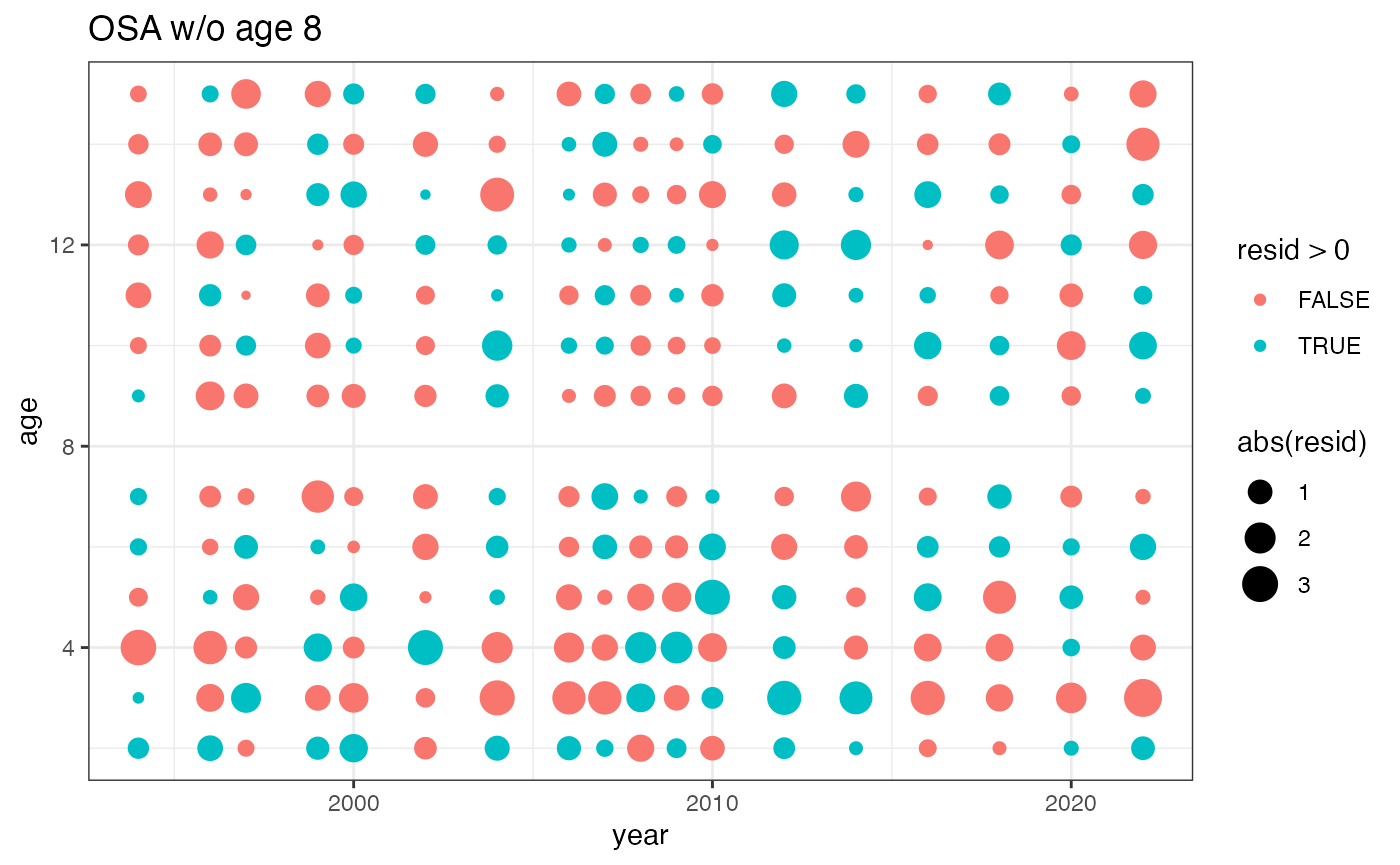 OSA w/o age 8
age
12
8
4
2000
2010
2020
year
resid > 0
FALSE
TRUE
abs(resid)
1
2
3